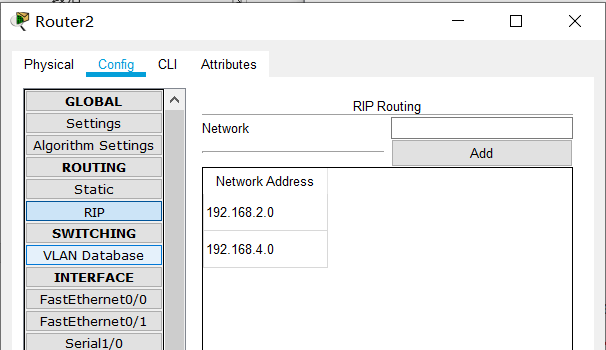 Router2
Physical Config CLI Attributes
GLOBAL
Settings
Algorithm Settings
ROUTING
Static
RIP
SWITCHING
VLAN Database
INTERFACE
FastEthernet0/0
FastEthernet0/1
Serial1/0
RIP Routing
Network
Add
Network Address
192.168.2.0
192.168.4.0